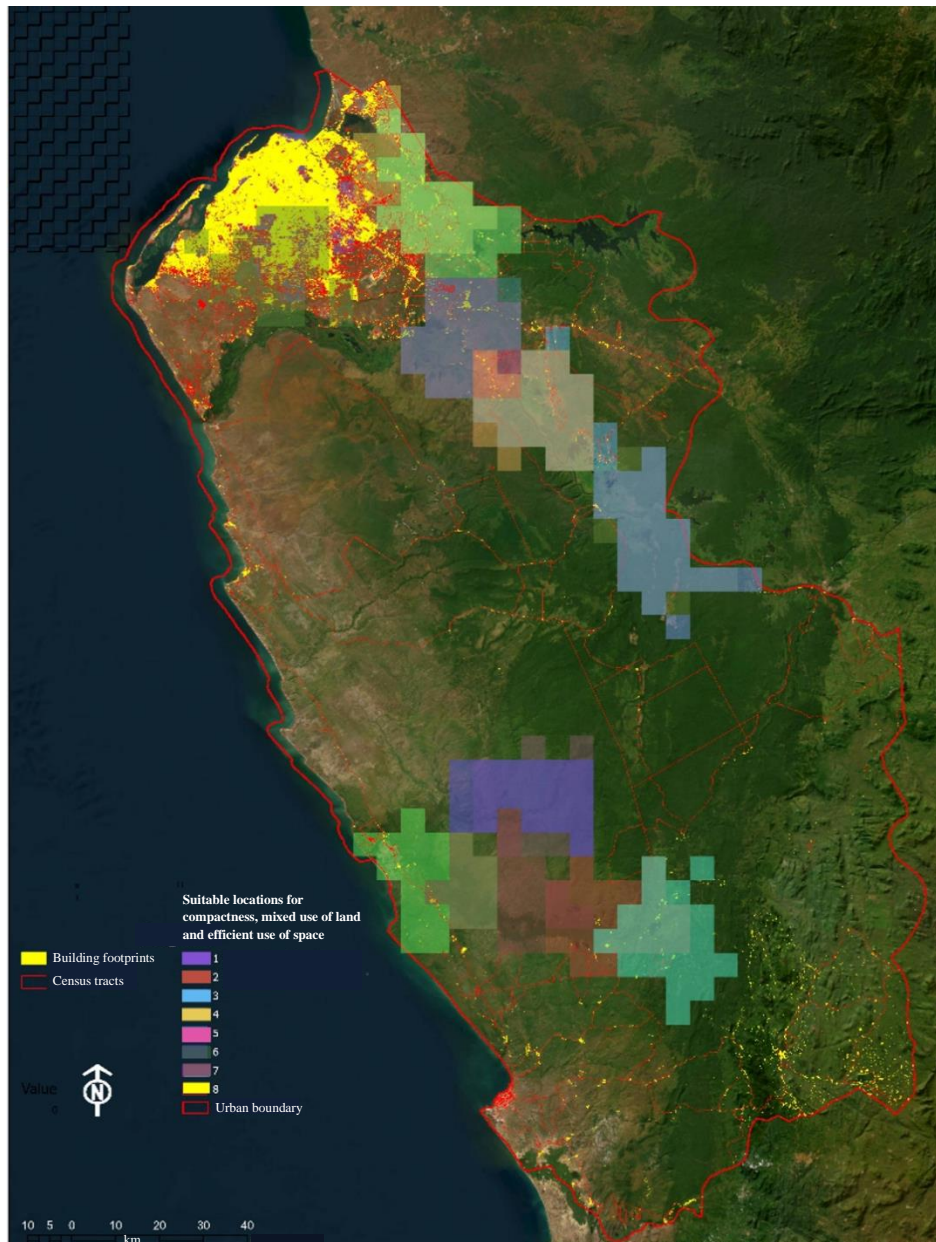 Suitable locations for
compactness, mixed use of land
and efficient use of space
Building footprints
Census tracts
1
2
3
4
5
6
7
8
Urban boundary
Value
N
10 5 0 10 20 30 40
km